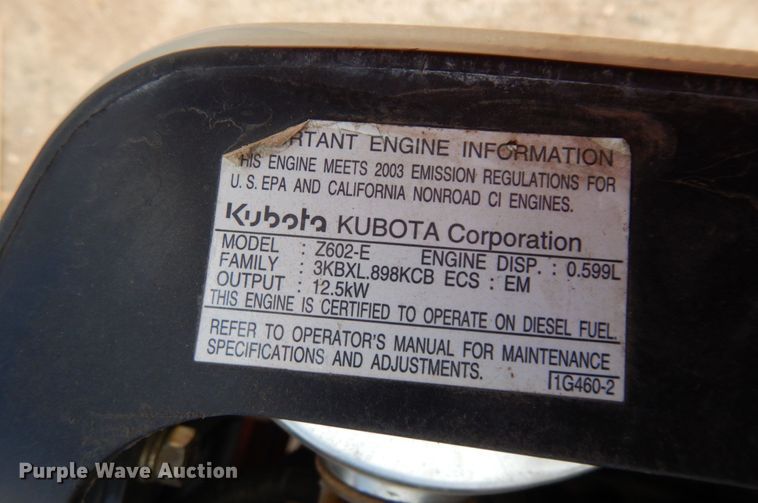 RTANT ENGINE INFORMATION
HIS ENGINE MEETS 2003 EMISSION REGULATIONS FOR
U.S. EPA AND CALIFORNIA NONROAD CI ENGINES.
Kubota KUBOTA Corporation
MODEL : Z602-E ENGINE DISP. : 0.599L
FAMILY : 3KBXL.898KCB ECS : EM
OUTPUT : 12.5kW
THIS ENGINE IS CERTIFIED TO OPERATE ON DIESEL FUEL.
REFER TO OPERATOR'S MANUAL FOR MAINTENANCE
SPECIFICATIONS AND ADJUSTMENTS.
1G460-2
Purple Wave Auction